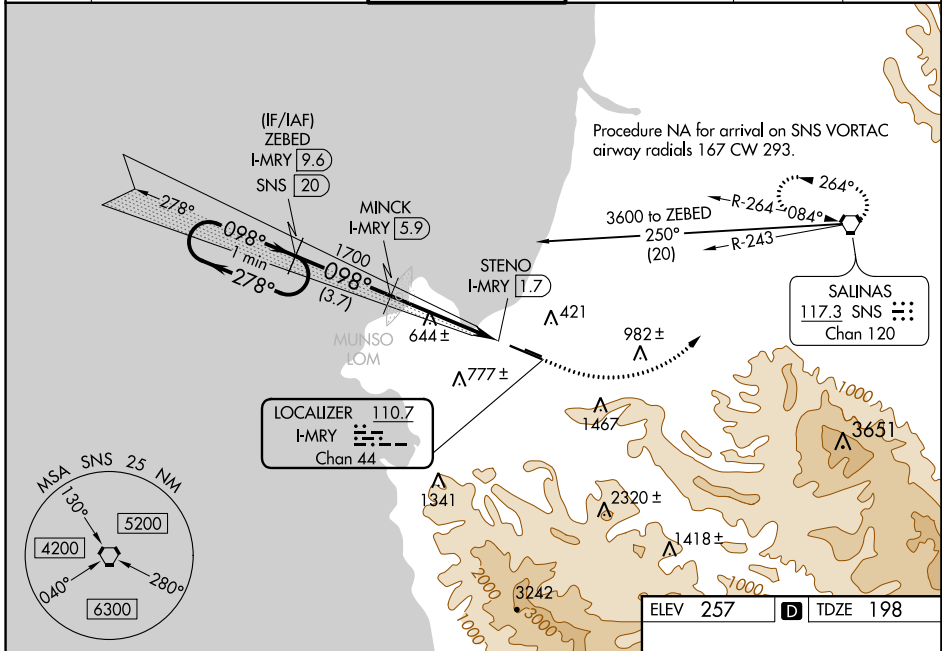 (IF/IAF)
ZEBED
I-MRY 9.6
SNS 20
Procedure NA for arrival on SNS VORTAC
airway radials 167 CW 293.
278°
098°
1 min
278°
1700
098°
(3.7)
MINCK
I-MRY 5.9
264°
R-264
084°
3600 to ZEBED
250°
(20)
R-243
STENO
I-MRY 1.7
SALINAS
117.3 SNS
Chan 120
MUNSO
LOM
644±
421
982±
777±
1467
1000
3651
LOCALIZER 110.7
I-MRY
Chan 44
1341
2320±
1418±
MSA SNS 25 NM
130°
5200
4200
040°
280°
6300
2000
3242
3000
1000
1000
1000
ELEV 257 D TDZE 198